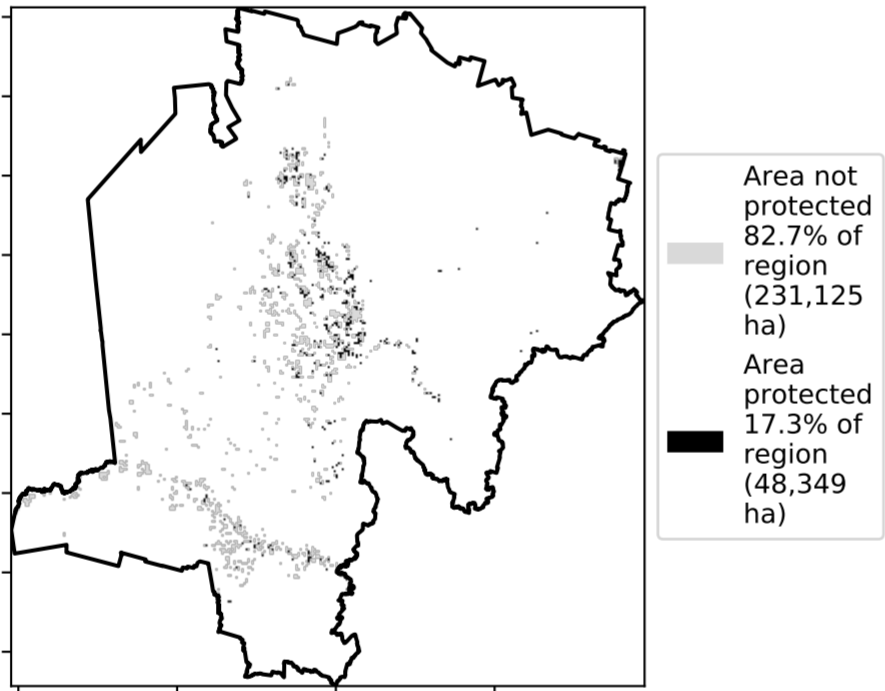 Area not
protected
82.7% of
region
(231,125
ha)
Area
protected
17.3% of
region
(48,349
ha)